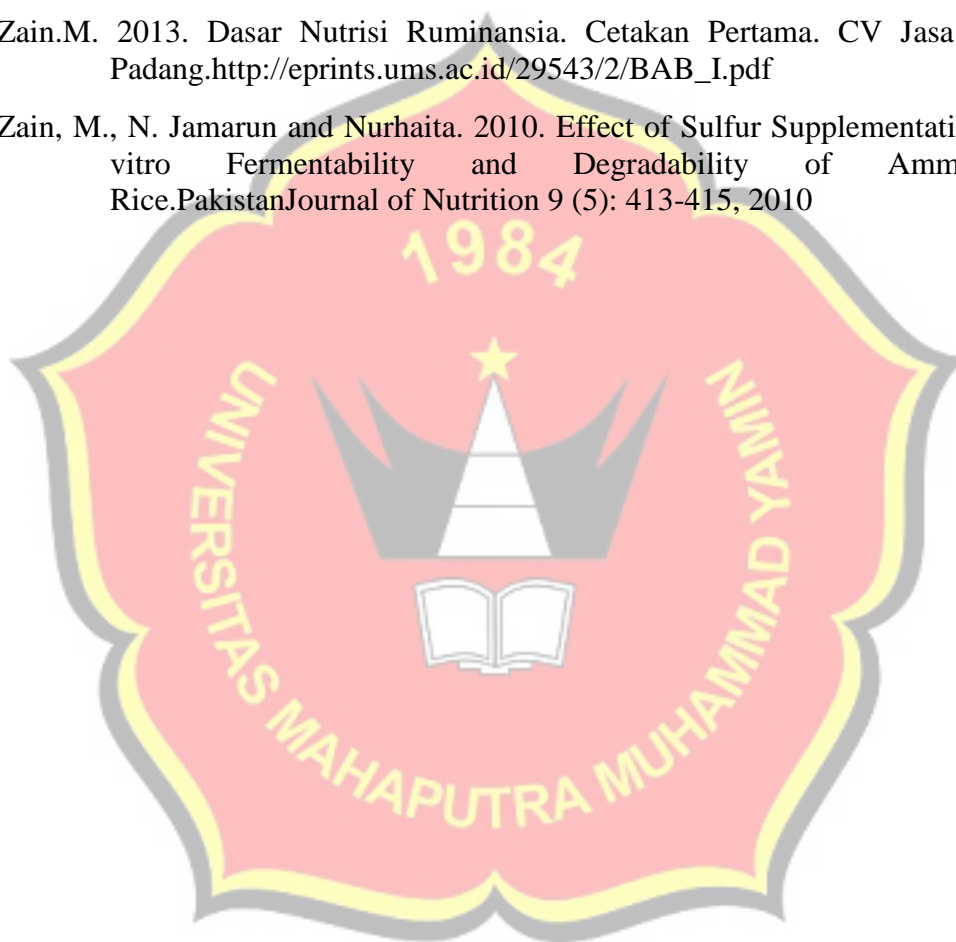 Zain.M. 2013. Dasar Nutrisi Ruminansia. Cetakan Pertama. CV Jasa
Padang.http://eprints.ums.ac.id/29543/2/BAB_I.pdf
Zain, M., N. Jamarun and Nurhaita. 2010. Effect of Sulfur
vitro Fermentability and Degradability of
Rice.PakistanJournal of Nutrition 9 (5): 413-415, 2010
1984
UNIVERSITAS MAHAPUTRA MUHAMMAD YAMIN